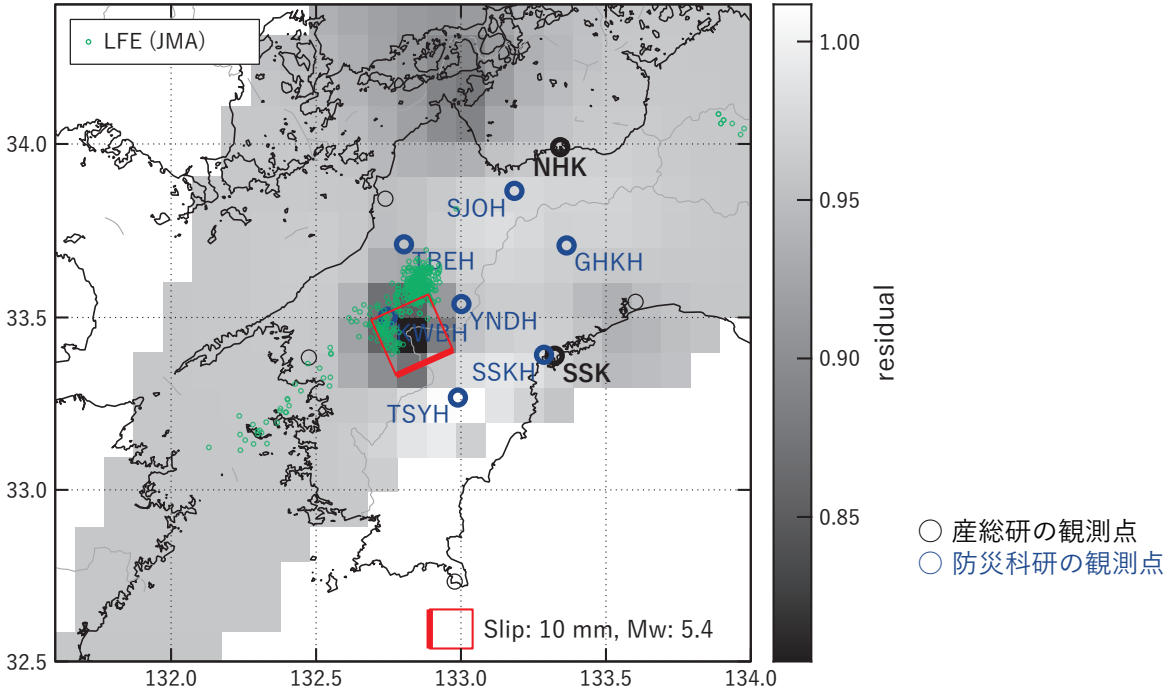 LFE (JMA)
34.0
33.5
33.0
32.5
132.0
132.5
133.0
133.5
134.0
NHK
SJOH
TBEH
GHKH
YNDH
KWBH
SSKH
SSK
TSYH
Slip: 10 mm, Mw: 5.4
1.00
0.95
0.90
0.85
residual
○ 産総研の観測点
○ 防災科研の観測点